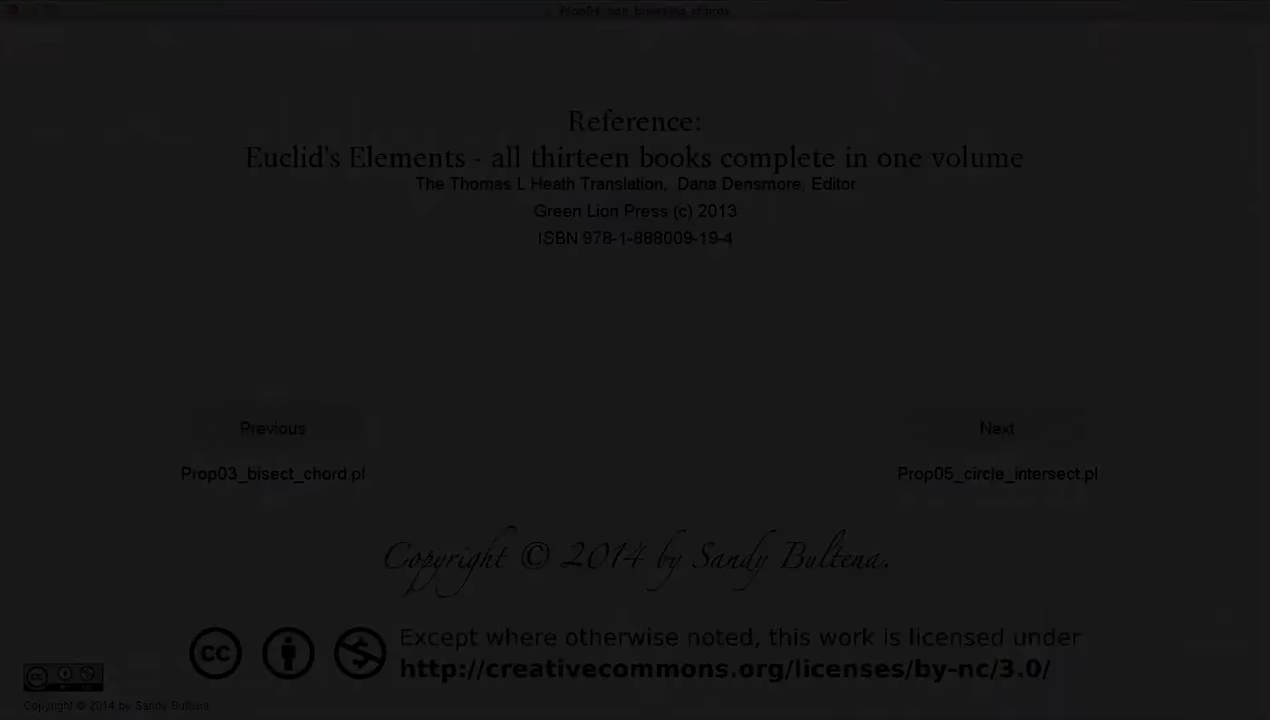 Prop04_non_bisecting_chords
Reference:
Euclid's Elements - all thirteen books complete in one volume
The Thomas L.Heath Translation, Dana Densmore, Editor
Green Lion Press (c) 2013
ISBN 978-1-888009-19-4
Previous
Next
Prop03_bisect_chord.pl
Prop05_circle_intersect.pl
Copyright © 2014 by Sandy Bultena.
Except where otherwise noted, this work is licensed under
http://creativecommons.org/licenses/by-nc/3.0/
Copyright © 2014 by Sandy Bultena